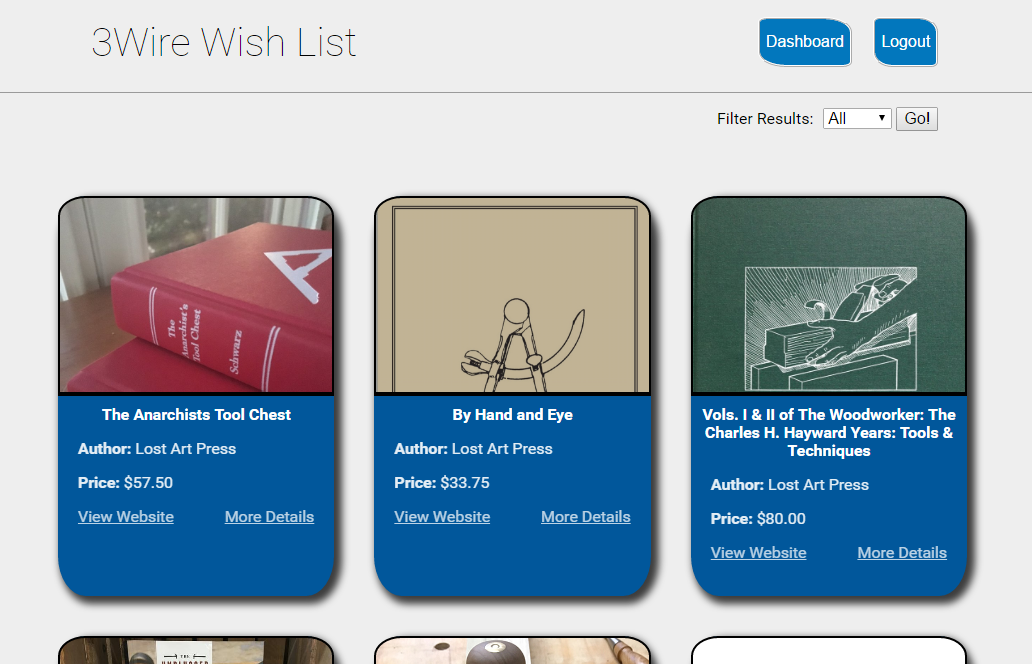 3Wire Wish List
Dashboard
Logout
Filter Results:
All
Go!
A
The
Anarchist's
Tool Chest
Schwarz
The Anarchists Tool Chest
Author: Lost Art Press
Price: $57.50
View Website
More Details
By Hand and Eye
Author: Lost Art Press
Price: $33.75
View Website
More Details
Vols. I & II of The Woodworker: The
Charles H. Hayward Years: Tools &
Techniques
Author: Lost Art Press
Price: $80.00
View Website
More Details
THE